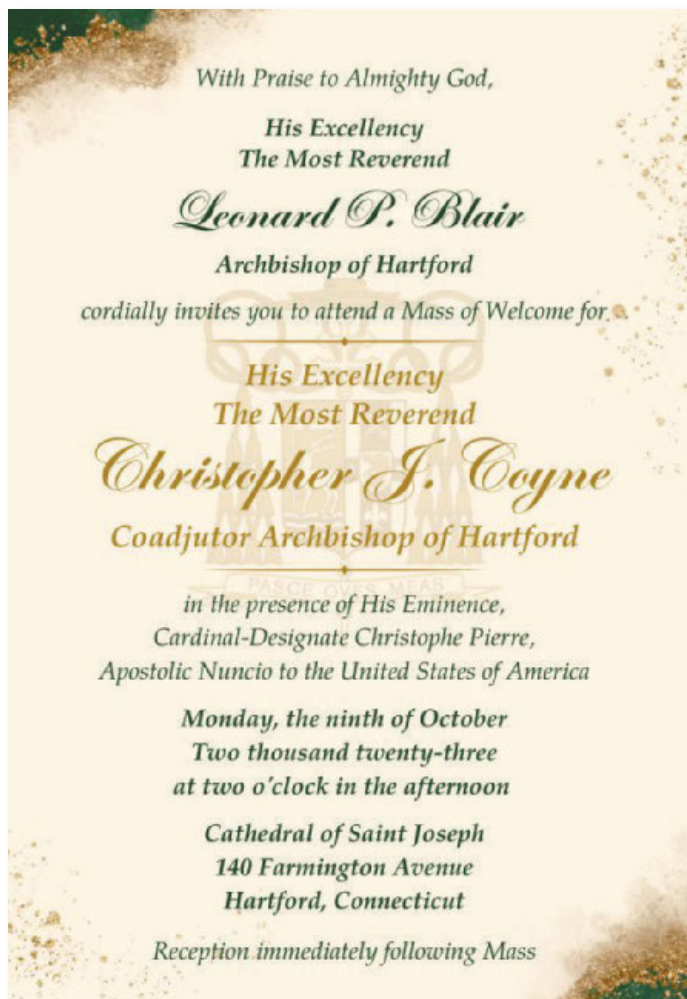 With Praise to Almighty God,
His Excellency
The Most Reverend
Leonard P. Blair
Archbishop of Hartford
cordially invites you to attend a Mass of Welcome for
His Excellency
The Most Reverend
Christopher J. Coyne
Coadjutor Archbishop of Hartford
PASCE OVES MEAS
in the presence of His Eminence,
Cardinal-Designate Christophe Pierre,
Apostolic Nuncio to the United States of America
Monday, the ninth of October
Two thousand twenty-three
at two o'clock in the afternoon
Cathedral of Saint Joseph
140 Farmington Avenue
Hartford, Connecticut
Reception immediately following Mass